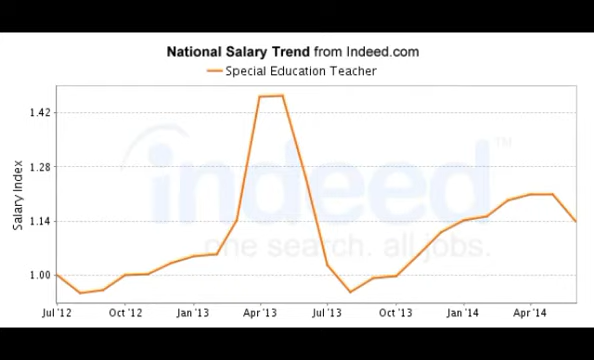 National Salary Trend from Indeed.com
Special Education Teacher
Salary Index
1.42
1.28
1.14
1.00
indeed™
one search. all jobs.
Jul '12 Oct '12 Jan '13 Apr '13 Jul '13 Oct '13 Jan '14 Apr '14